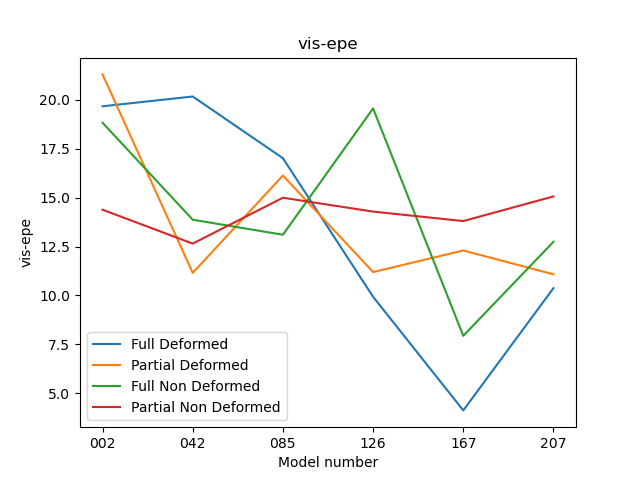 vis-epe
20.0
17.5
15.0
12.5
10.0
7.5
5.0
vis-epe
Full Deformed
Partial Deformed
Full Non Deformed
Partial Non Deformed
002 042 085 126 167 207
Model number